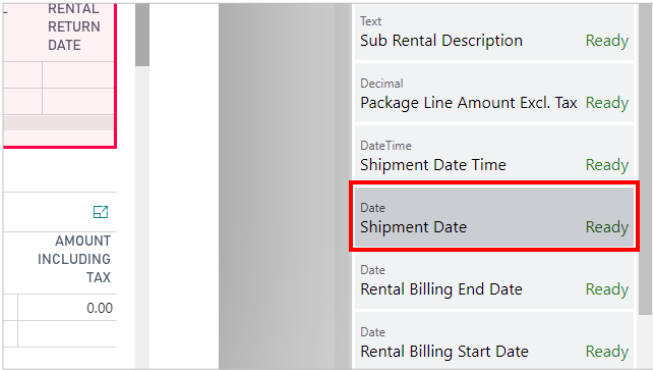 RENTAL
RETURN
DATE
AMOUNT
INCLUDING
TAX
0.00
Text
Sub Rental Description Ready
Decimal
Package Line Amount Excl. Tax Ready
DateTime
Shipment Date Time Ready
Date
Shipment Date Ready
Date
Rental Billing End Date Ready
Date
Rental Billing Start Date Ready